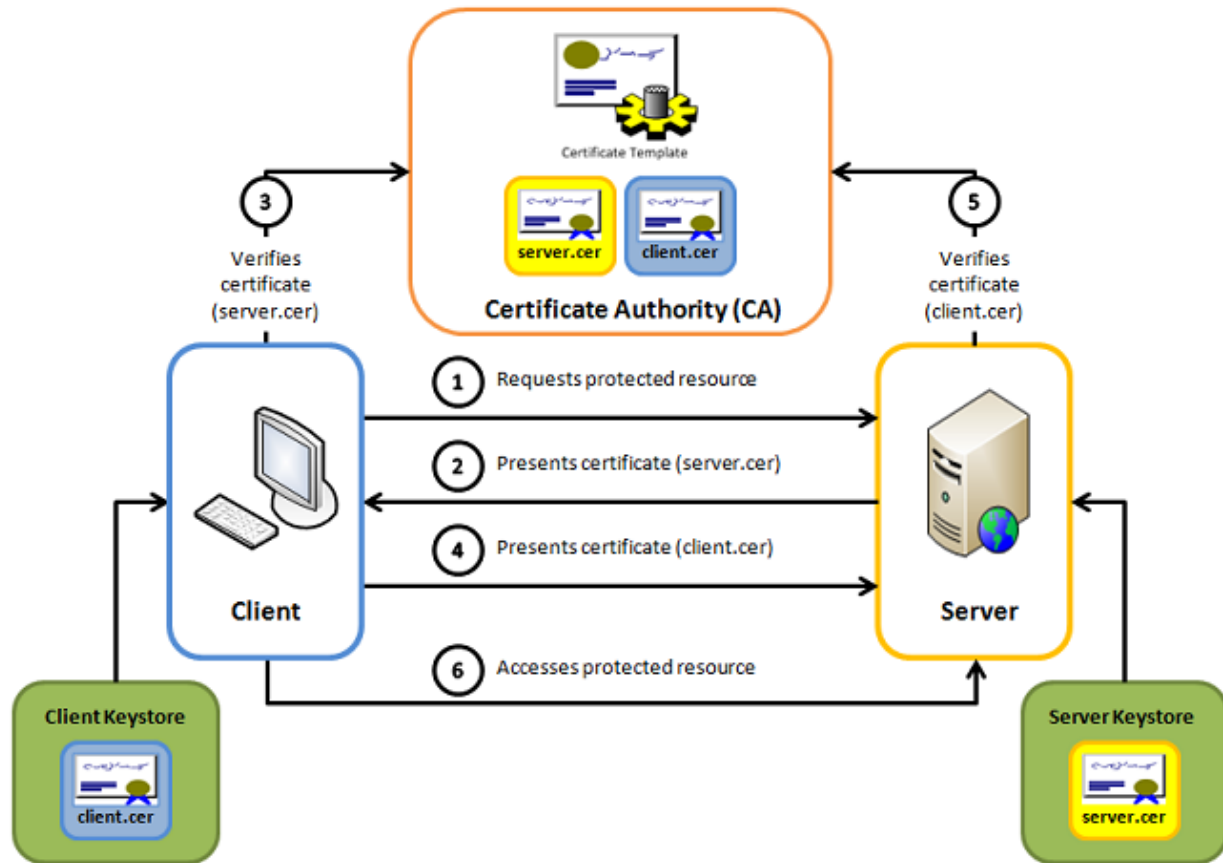 Certificate Template
server.cer
client.cer
Certificate Authority (CA)
3
Verifies
certificate
(server.cer)
5
Verifies
certificate
(client.cer)
1
Requests protected resource
2
Presents certificate (server.cer)
4
Presents certificate (client.cer)
Client
Server
6
Accesses protected resource
Client Keystore
client.cer
Server Keystore
server.cer